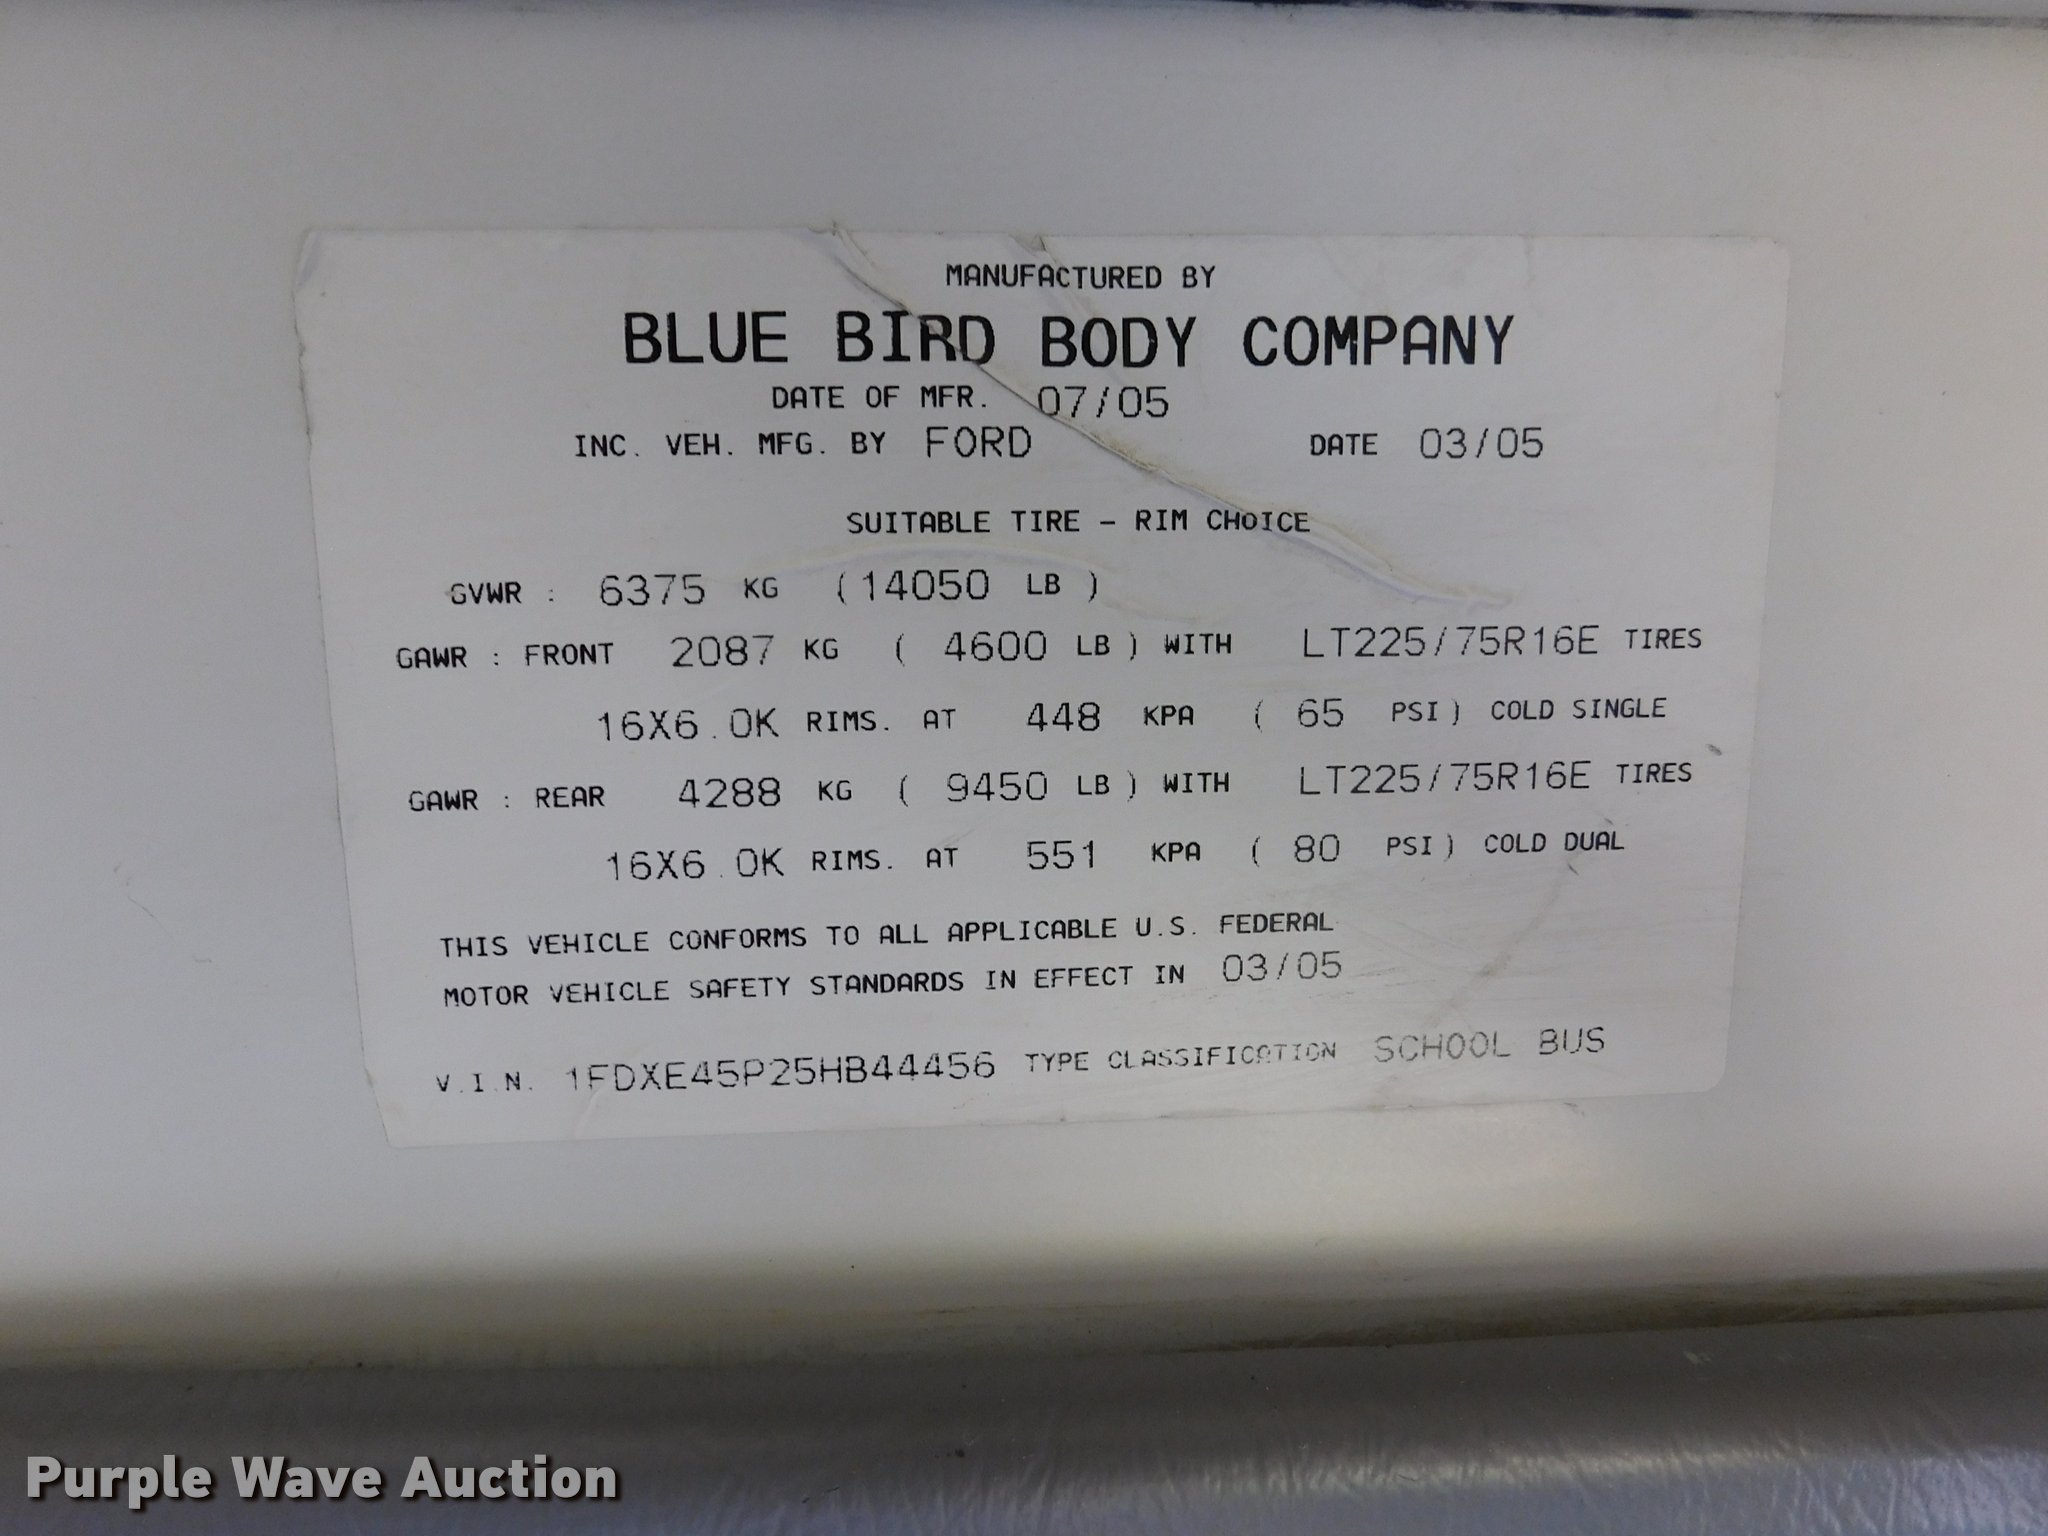 MANUFACTURED BY
BLUE BIRD BODY COMPANY
DATE OF MFR. 07/05
INC. VEH. MFG. BY FORD DATE 03/05
SUITABLE TIRE - RIM CHOICE
GVWR : 6375 KG (14050 LB )
GAWR : FRONT 2087 KG ( 4600 LB ) WITH LT225/75R16E TIRES
16X6.0K RIMS. AT 448 KPA ( 65 PSI ) COLD SINGLE
GAWR : REAR 4288 KG ( 9450 LB ) WITH LT225/75R16E TIRES
16X6.0K RIMS. AT 551 KPA ( 80 PSI ) COLD DUAL
THIS VEHICLE CONFORMS TO ALL APPLICABLE U.S. FEDERAL
MOTOR VEHICLE SAFETY STANDARDS IN EFFECT IN 03/05
V.I.N. 1FDXE45P25HB44456 TYPE CLASSIFICATION SCHOOL BUS
Purple Wave Auction